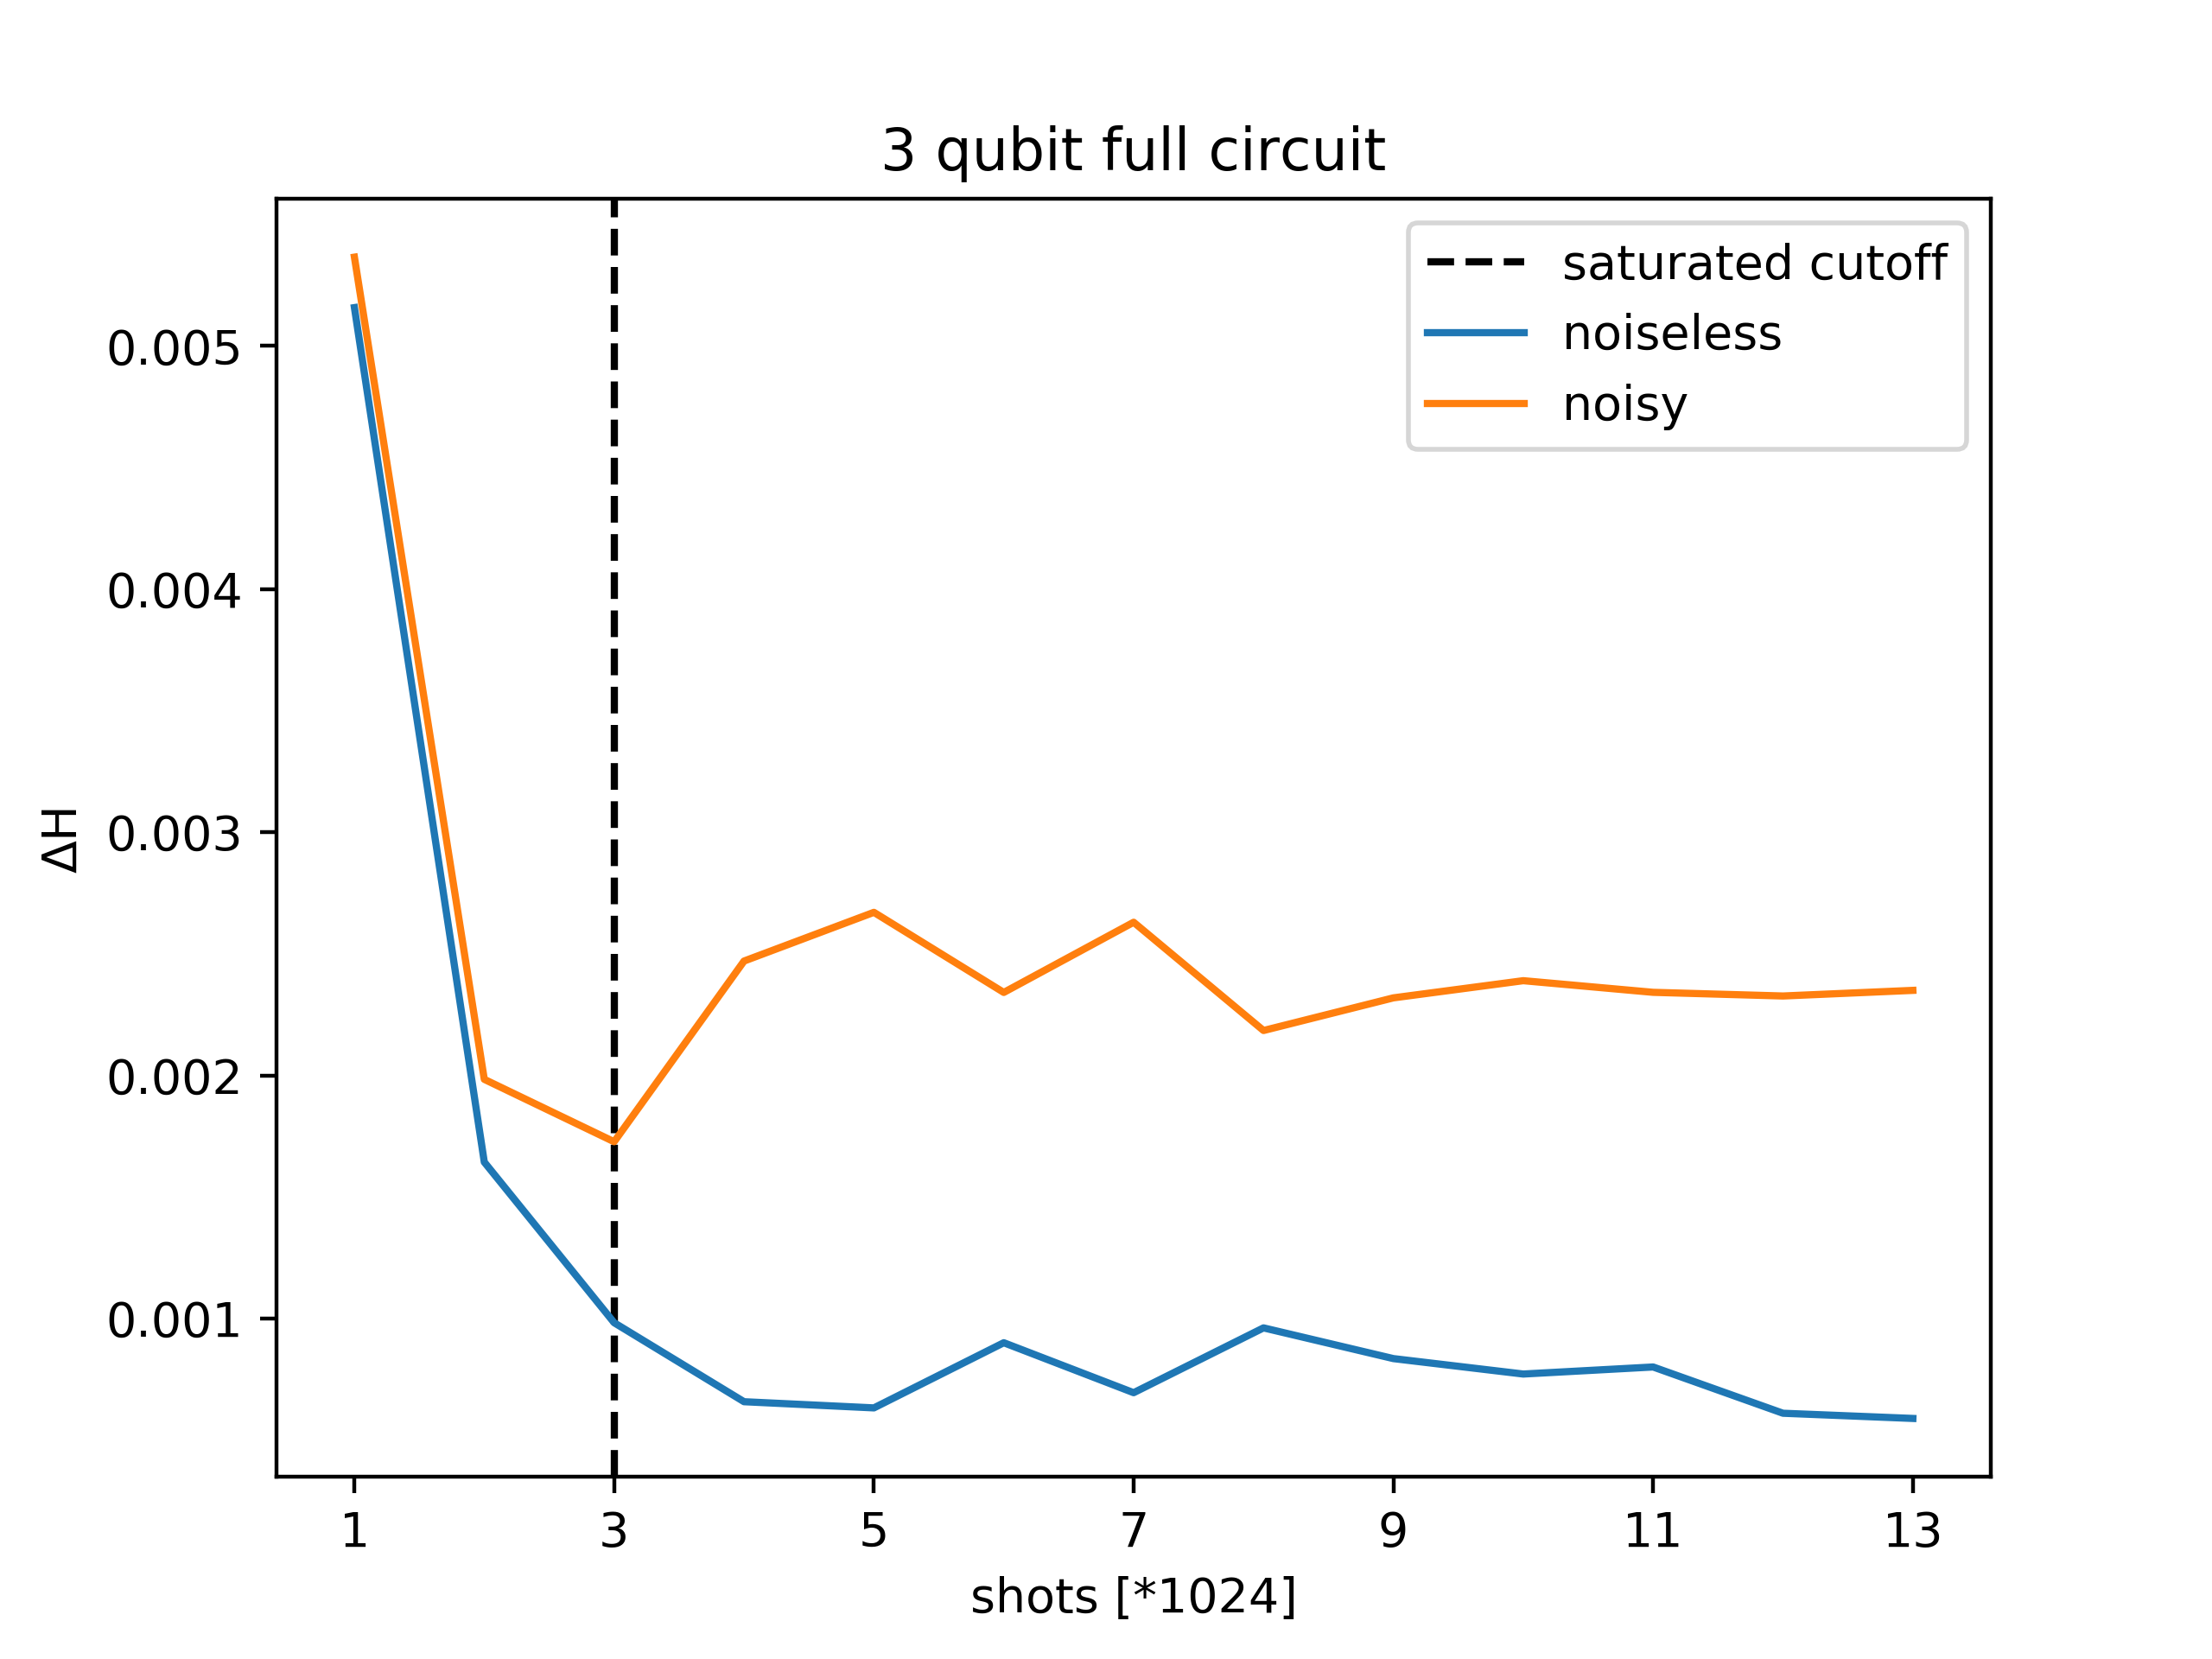 3 qubit full circuit
saturated cutoff
noiseless
noisy
0.005
0.004
0.003
0.002
0.001
ΔH
1 3 5 7 9 11 13
shots [*1024]